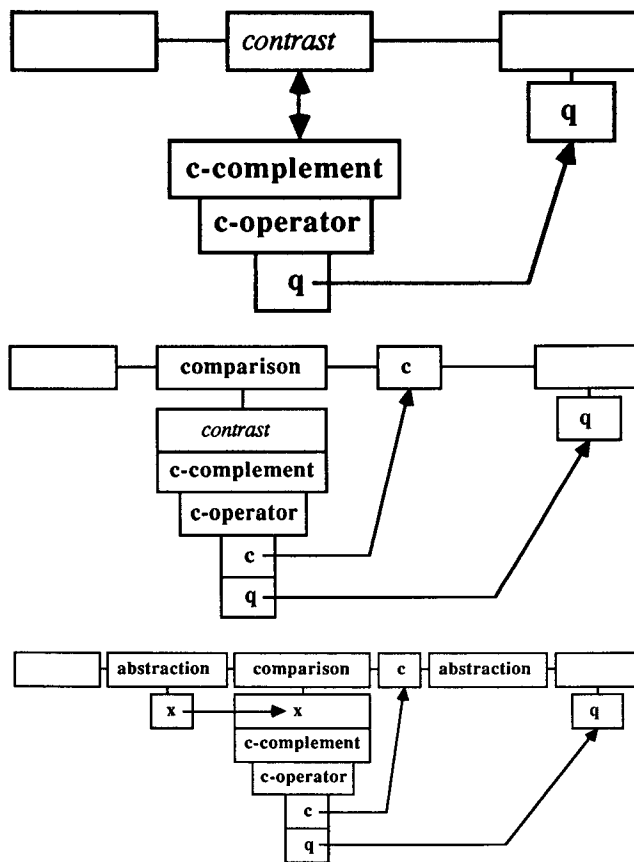 contrast
q
c-complement
c-operator
q
comparison c
contrast
q
c-complement
c-operator
c
q
abstraction comparison c abstraction
x x q
c-complement
c-operator
c
q